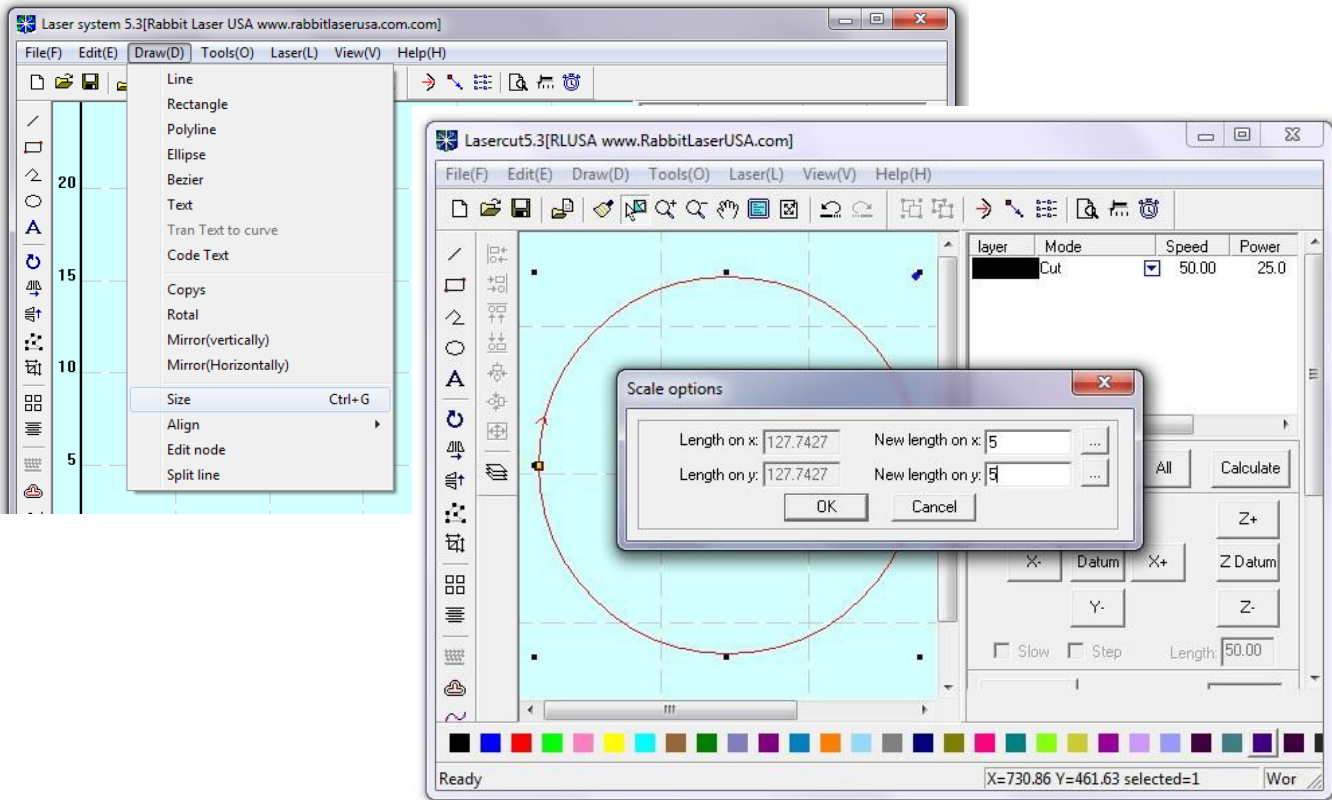 Laser system 5.3[Rabbit Laser USA www.rabbitlaserusa.com.com]
File(F) Edit(E) Draw(D) Tools(O) Laser(L) View(V) Help(H)
Line
Rectangle
Polyline
Ellipse
Bezier
Text
Tran Text to curve
Code Text
Copys
Rotal
Mirror(vertically)
Mirror(Horizontally)
Size Ctrl+G
Align
Edit node
Split line
A
20
15
10
5
Lasercut5.3[RLUSA www.RabbitLaserUSA.com]
File(F) Edit(E) Draw(D) Tools(O) Laser(L) View(V) Help(H)
A
layer Mode Speed Power
Cut 50.00 25.0
Scale options
Length on x: 127.7427 New length on x: 5 ...
Length on y: 127.7427 New length on y: 5 ...
OK Cancel
All Calculate
Z+
X- Datum X+ Z Datum
Y- Z-
Slow Step Length: 50.00
Ready X=730.86 Y=461.63 selected=1 Wor